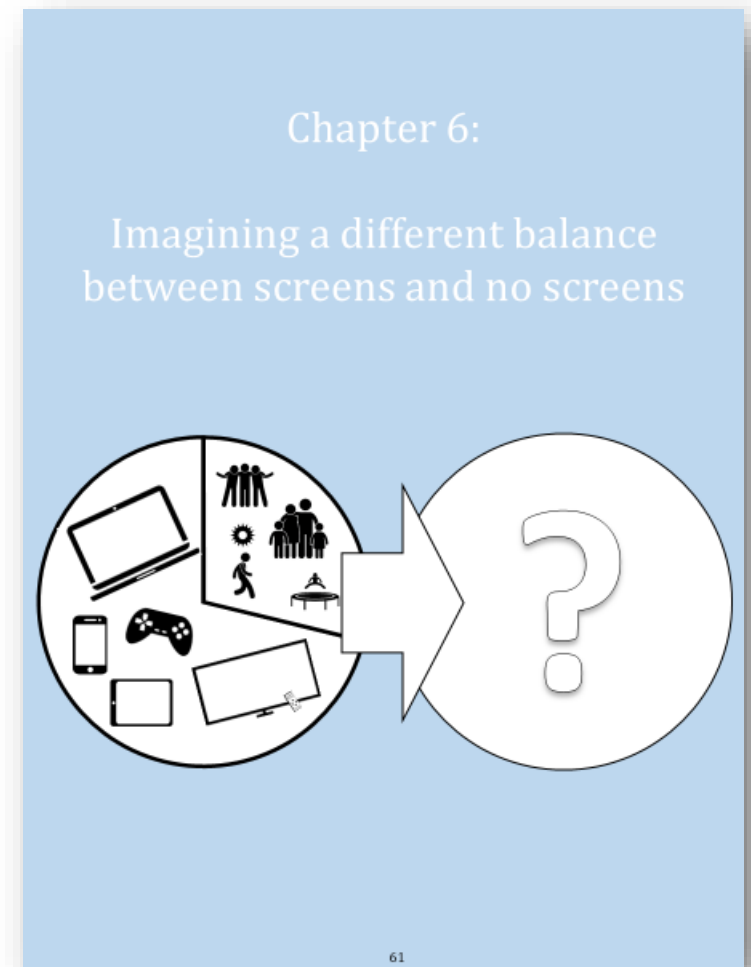 Chapter 6:
Imagining a different balance
between screens and no screens
?
61